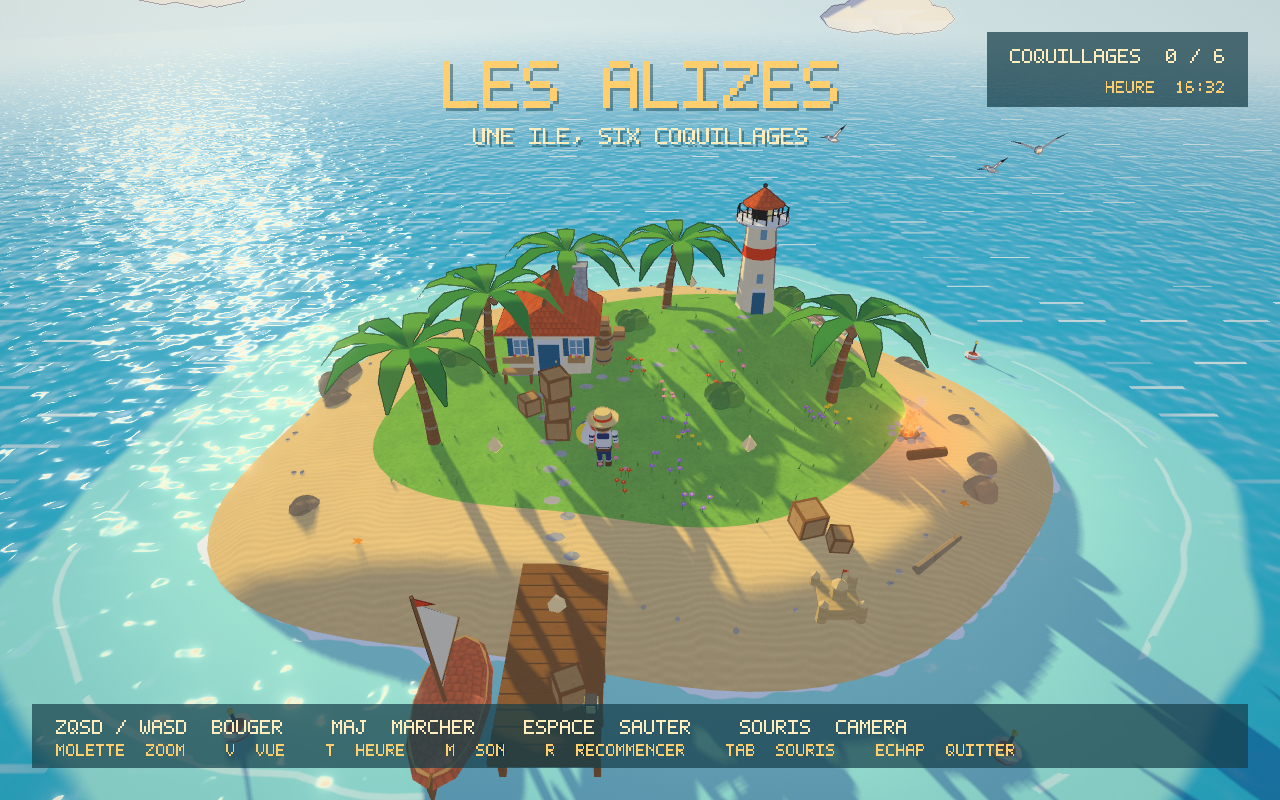 LES ALIZES
UNE ILE, SIX COQUILLAGES
COQUILLAGES 0 / 6
HEURE 16:32
ZQSD / WASD BOUGER MAJ MARCHER ESPACE SAUTER SOURIS CAMERA
MOLETTE ZOOM V VUE T HEURE M SON R RECOMMENCER TAB SOURIS ECHAP QUITTER